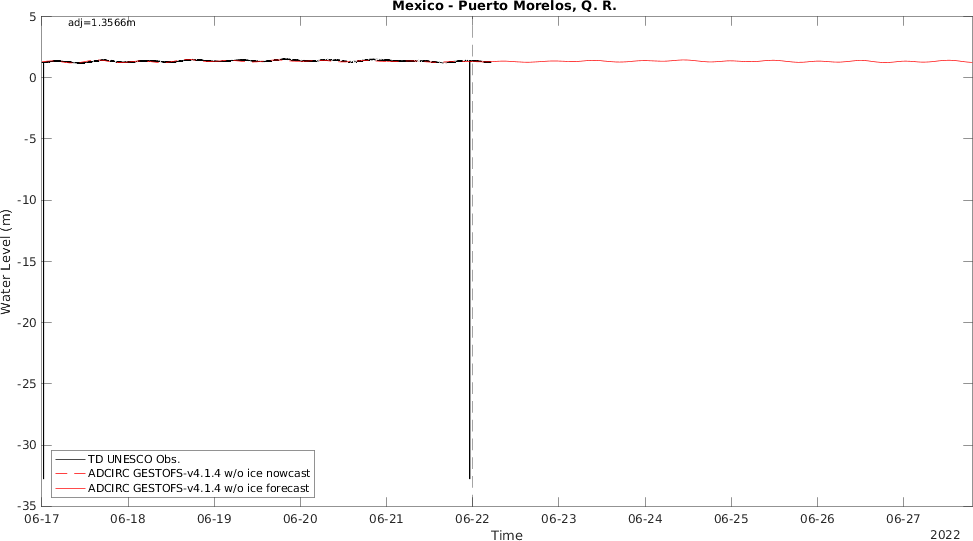 Mexico - Puerto Morelos, Q. R.
adj=1.3566m
5
0
-5
-10
-15
-20
-25
-30
-35
Water Level (m)
TD UNESCO Obs.
ADCIRC GESTOFS-v4.1.4 w/o ice nowcast
ADCIRC GESTOFS-v4.1.4 w/o ice forecast
06-17 06-18 06-19 06-20 06-21 06-22 06-23 06-24 06-25 06-26 06-27
Time
2022